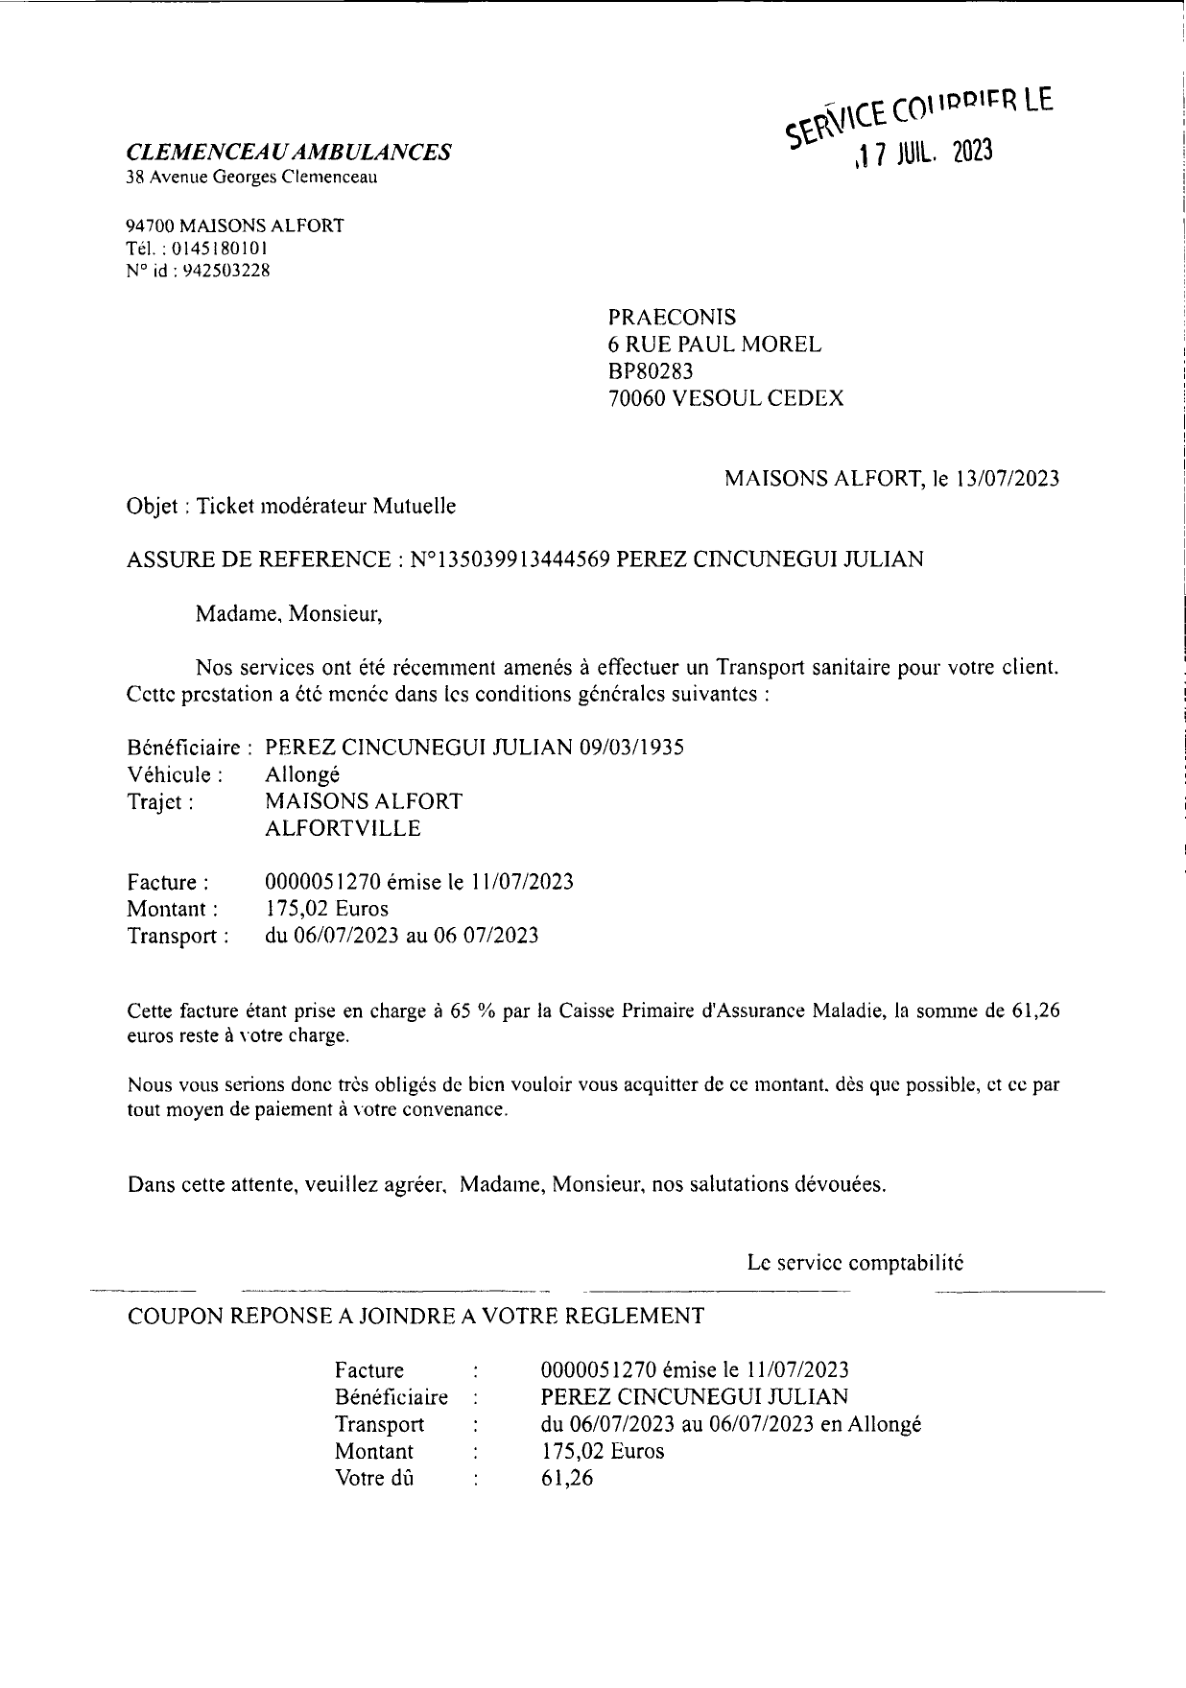 SERVICE COURRIER LE
17 JUIL. 2023
CLEMENCEAU AMBULANCES
38 Avenue Georges Clemenceau
94700 MAISONS ALFORT
Tél. : 0145180101
N° id : 942503228
PRAECONIS
6 RUE PAUL MOREL
BP80283
70060 VESOUL CEDEX
MAISONS ALFORT, le 13/07/2023
Objet : Ticket modérateur Mutuelle
ASSURE DE REFERENCE : N°135039913444569 PEREZ CINCUNEGUI JULIAN
Madame, Monsieur,
Nos services ont été récemment amenés à effectuer un Transport sanitaire pour votre client.
Cette prestation a été menée dans les conditions générales suivantes :
Bénéficiaire : PEREZ CINCUNEGUI JULIAN 09/03/1935
Véhicule : Allongé
Trajet : MAISONS ALFORT
ALFORTVILLE
Facture : 0000051270 émise le 11/07/2023
Montant : 175,02 Euros
Transport : du 06/07/2023 au 06 07/2023
Cette facture étant prise en charge à 65 % par la Caisse Primaire d'Assurance Maladie, la somme de 61,26
euros reste à votre charge.
Nous vous serions donc très obligés de bien vouloir vous acquitter de ce montant. dès que possible, et ce par
tout moyen de paiement à votre convenance.
Dans cette attente, veuillez agréer, Madame, Monsieur, nos salutations dévouées.
Le service comptabilité
COUPON REPONSE A JOINDRE A VOTRE REGLEMENT
Facture : 0000051270 émise le 11/07/2023
Bénéficiaire : PEREZ CINCUNEGUI JULIAN
Transport : du 06/07/2023 au 06/07/2023 en Allongé
Montant : 175,02 Euros
Votre dû : 61,26